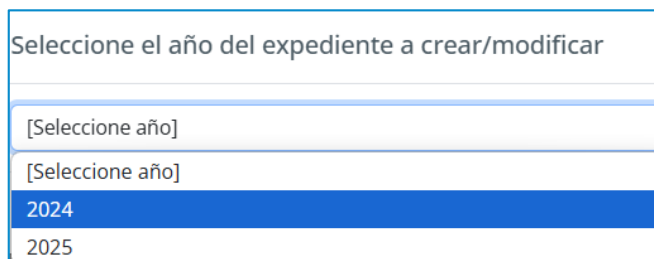 Seleccione el año del expediente a crear/modificar
[Seleccione año]
[Seleccione año]
2024
2025